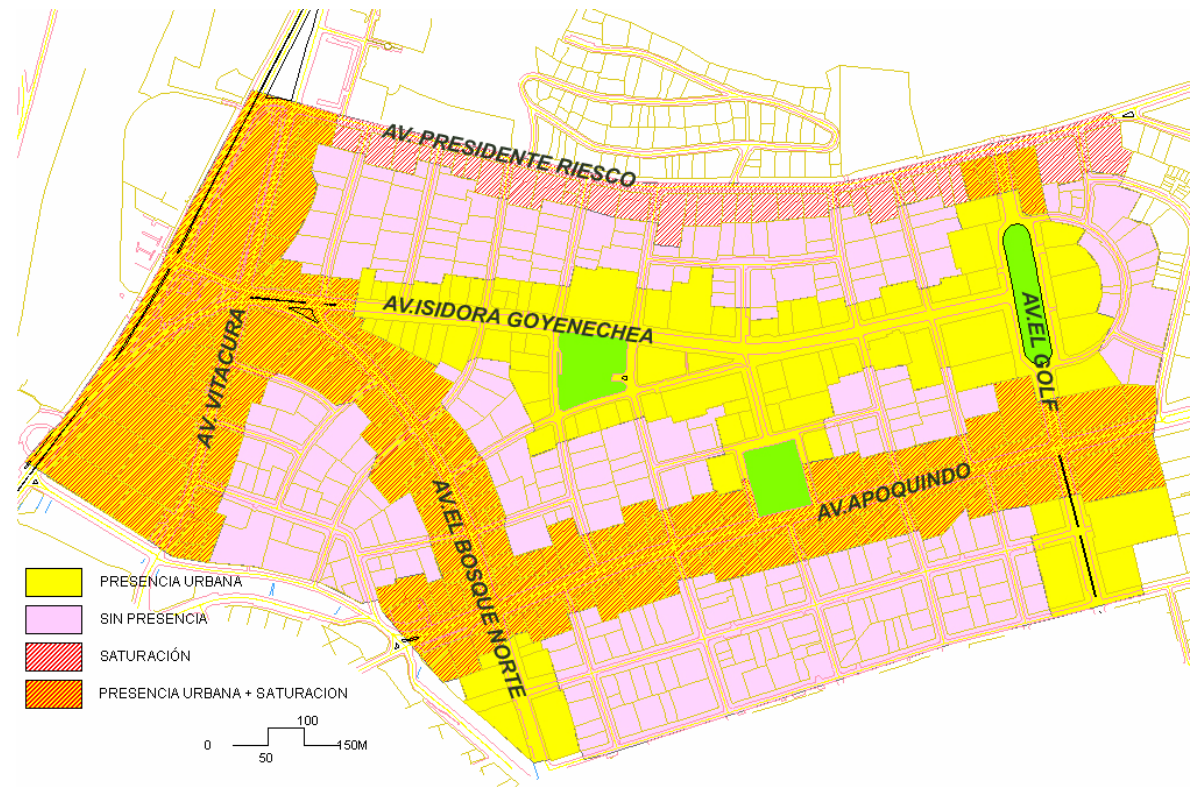 AV. PRESIDENTE RIESCO
AV.ISIDORA GOYENECHEA
AV. VITACURA
AV.EL GOLF
AV.EL BOSQUE NORTE
AV.APOQUINDO
PRESENCIA URBANA
SIN PRESENCIA
SATURACIÓN
PRESENCIA URBANA + SATURACION
100
0
150M
50